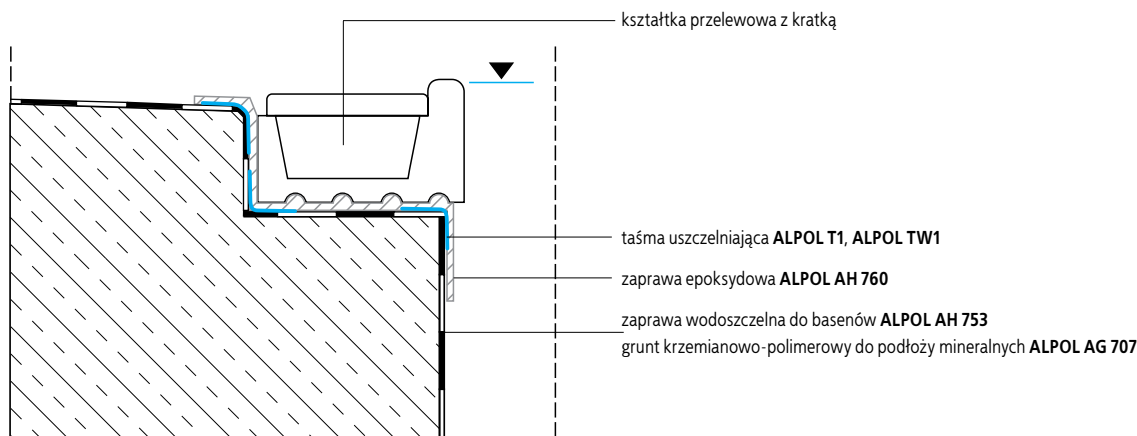 kształtka przelewowa z kratką
taśma uszczelniająca ALPOL T1, ALPOL TW1
zaprawa epoksydowa ALPOL AH 760
zaprawa wodoszczelna do basenów ALPOL AH 753
grunt krzemianowo-polimerowy do podłoży mineralnych ALPOL AG 707